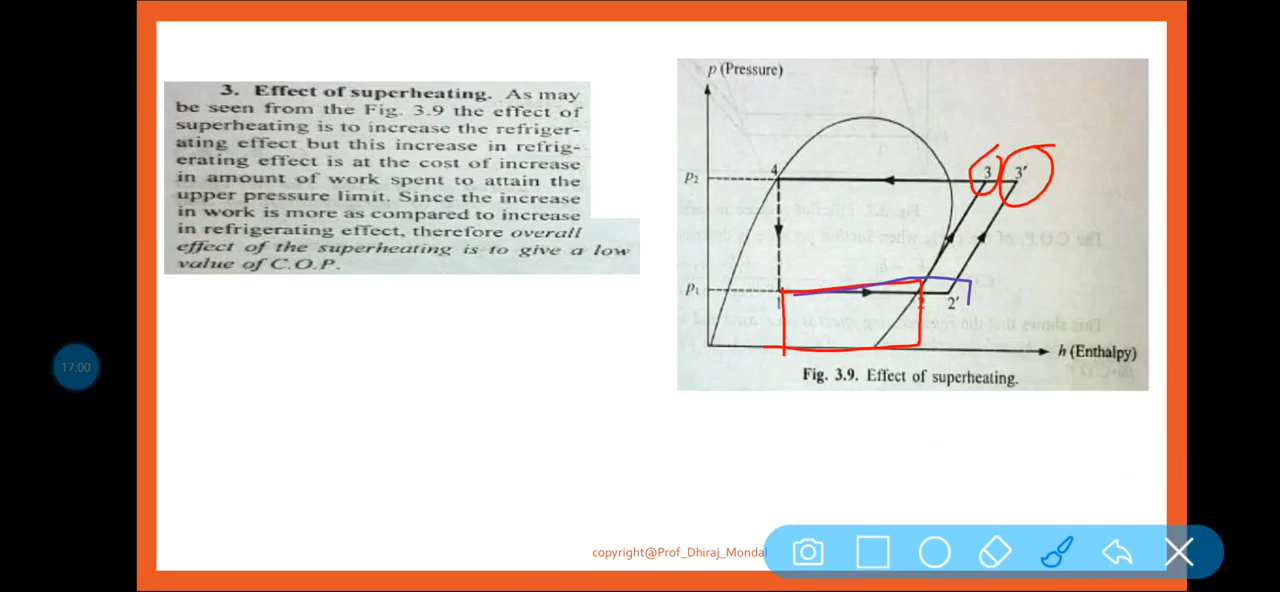 3. Effect of superheating. As may
be seen from the Fig. 3.9 the effect of
superheating is to increase the refriger-
ating effect but this increase in refrig-
erating effect is at the cost of increase
in amount of work spent to attain the
upper pressure limit. Since the increase
in work is more as compared to increase
in refrigerating effect, therefore overall
effect of the superheating is to give a low
value of C.O.P.
p (Pressure)
4
3
3′
p₂
p₁
1
2
2′
h (Enthalpy)
Fig. 3.9. Effect of superheating.
17:00
copyright@Prof_Dhiraj_Mondal